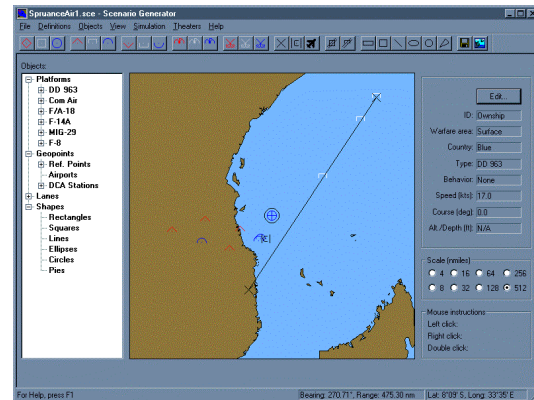 SpruanceAir1.sce - Scenario Generator
File Definitions Objects View Simulation Theaters Help
Objects:
Platforms
DD 963
Com Air
F/A-18
F-14A
MIG-29
F-8
Geopoints
Ref. Points
Airports
DCA Stations
Lanes
Shapes
Rectangles
Squares
Lines
Ellipses
Circles
Pies
Edit...
ID: Ownship
Warfare area: Surface
Country: Blue
Type: DD 963
Behavior: None
Speed (kts): 17.0
Course (deg): 0.0
Alt./Depth (ft): N/A
Scale (nmiles)
4 16 64 256
8 32 128 512
Mouse instructions
Left click:
Right click:
Double click:
For Help, press F1
Bearing: 270.71°, Range: 475.30 nm
Lat: 8°09' S, Long: 33°35' E